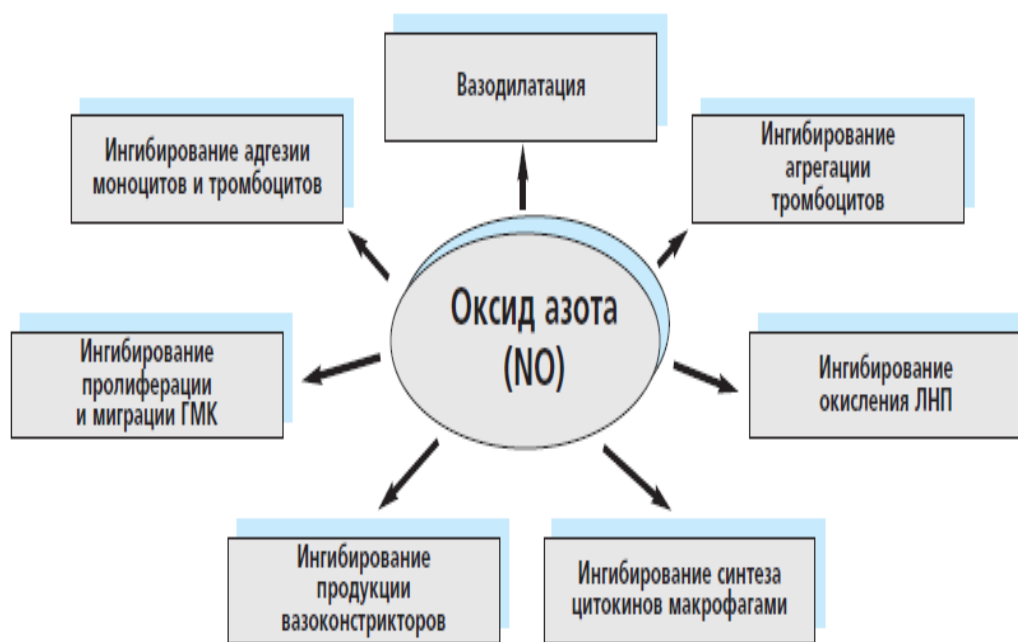 Вазодилатация
Ингибирование адгезии
моноцитов и тромбоцитов
Ингибирование
агрегации
тромбоцитов
Оксид азота
(NO)
Ингибирование
пролиферации
и миграции ГМК
Ингибирование
окисления ЛНП
Ингибирование
продукции
вазоконстрикторов
Ингибирование синтеза
цитокинов макрофагами